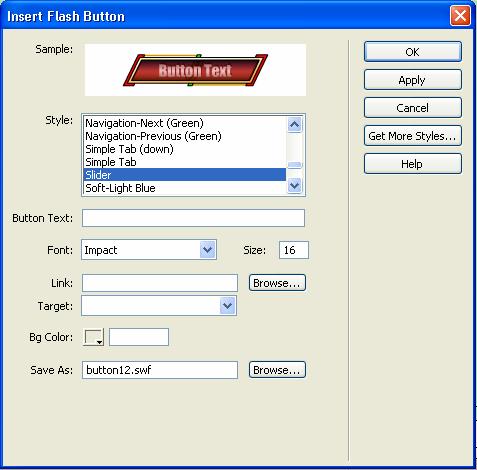 Insert Flash Button
Sample:
Button Text
Style:
Navigation-Next (Green)
Navigation-Previous (Green)
Simple Tab (down)
Simple Tab
Slider
Soft-Light Blue
Button Text:
Font: Impact Size: 16
Link: Browse...
Target:
Bg Color:
Save As: button12.swf Browse...
OK
Apply
Cancel
Get More Styles...
Help